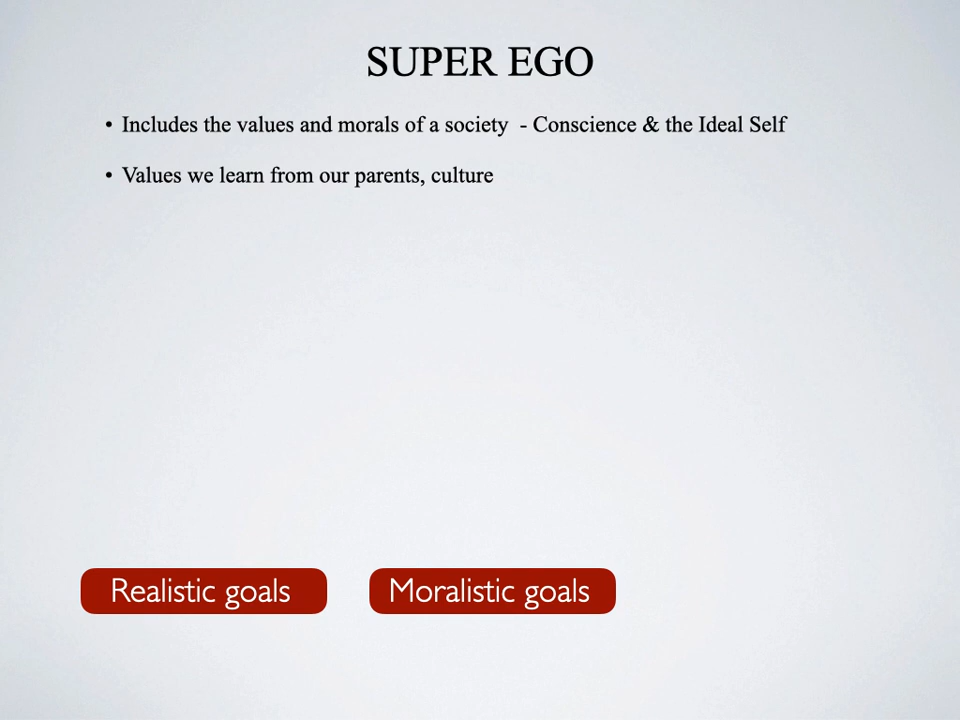 SUPER EGO
• Includes the values and morals of a society - Conscience & the Ideal Self
• Values we learn from our parents, culture
Realistic goals
Moralistic goals